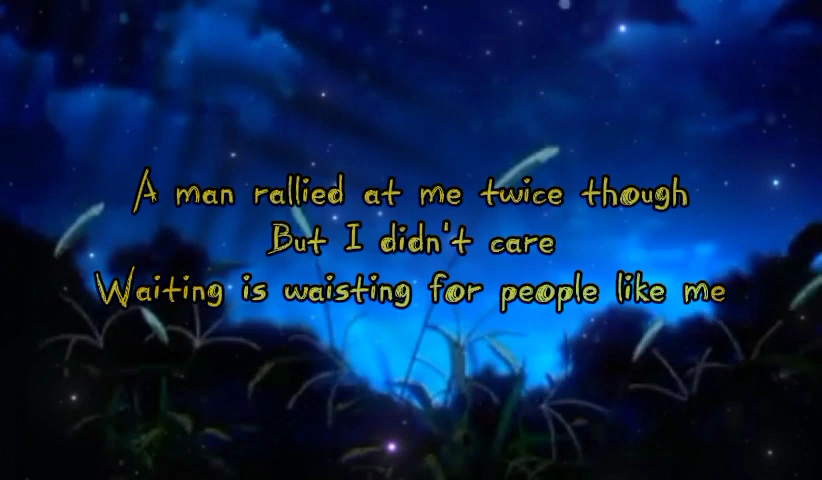 A man rallied at me twice though
But I didn't care
Waiting is waisting for people like me